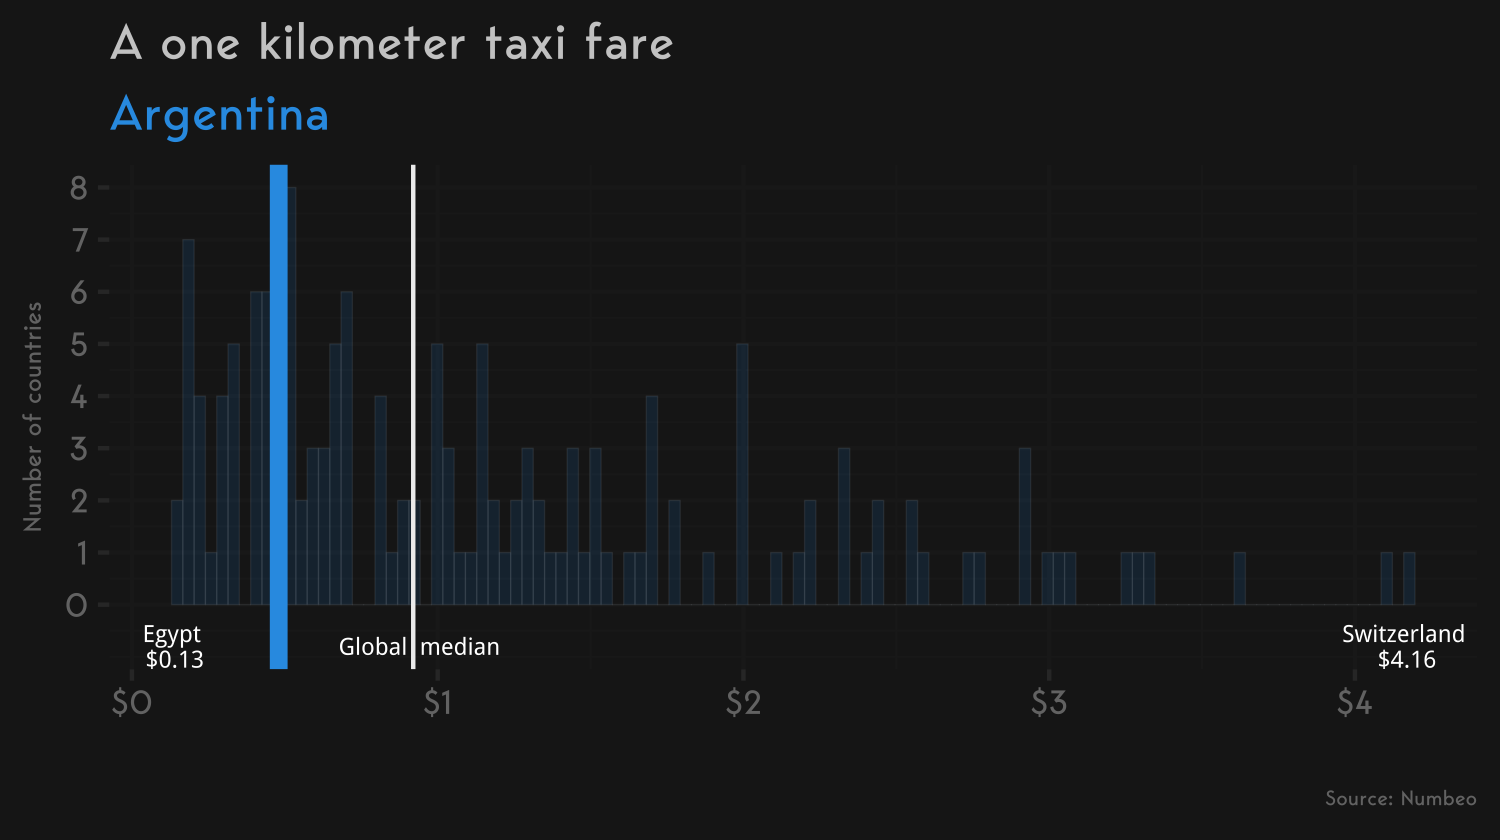 A one kilometer taxi fare
Argentina
Number of countries
8
7
6
5
4
3
2
1
0
Egypt
$0.13
Global median
Switzerland
$4.16
$0 $1 $2 $3 $4
Source: Numbeo